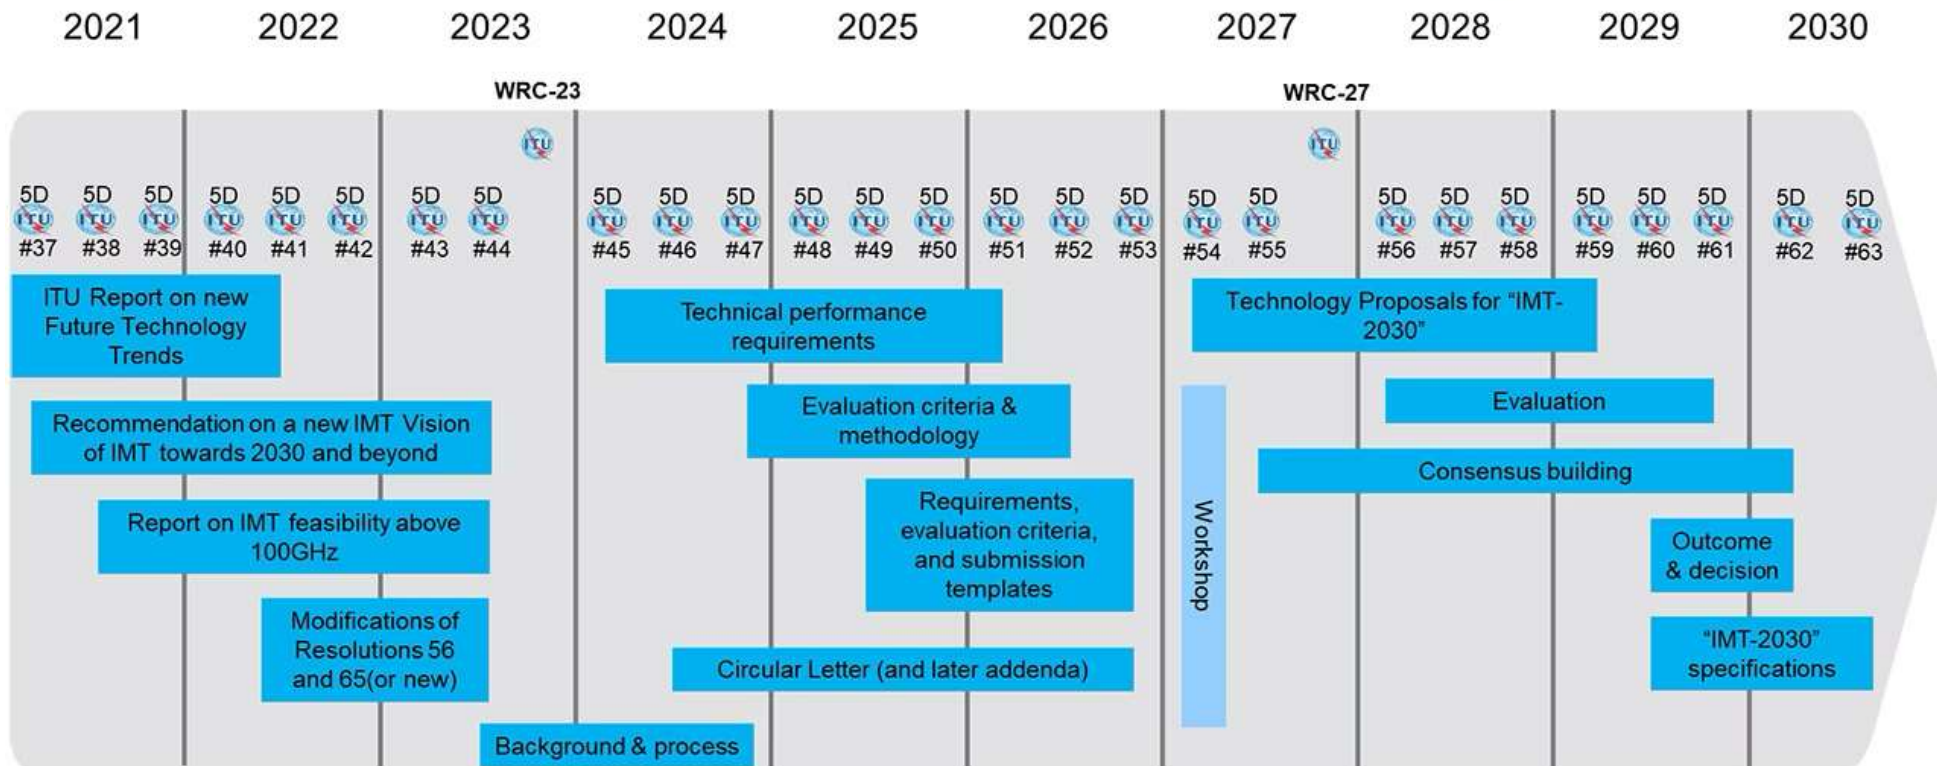 2021 2022 2023 2024 2025 2026 2027 2028 2029 2030
WRC-23 WRC-27
ITU ITU
5D 5D 5D 5D 5D 5D 5D 5D 5D 5D 5D 5D 5D 5D 5D 5D 5D 5D 5D 5D 5D 5D 5D 5D 5D 5D 5D
ITU ITU ITU ITU ITU ITU ITU ITU ITU ITU ITU ITU ITU ITU ITU ITU ITU ITU ITU ITU ITU ITU ITU ITU ITU ITU ITU
#37 #38 #39 #40 #41 #42 #43 #44 #45 #46 #47 #48 #49 #50 #51 #52 #53 #54 #55 #56 #57 #58 #59 #60 #61 #62 #63
ITU Report on new
Future Technology
Trends
Recommendation on a new IMT Vision
of IMT towards 2030 and beyond
Report on IMT feasibility above
100GHz
Modifications of
Resolutions 56
and 65(or new)
Background & process
Technical performance
requirements
Evaluation criteria &
methodology
Requirements,
evaluation criteria,
and submission
templates
Circular Letter (and later addenda)
Workshop
Technology Proposals for “IMT-
2030”
Evaluation
Consensus building
Outcome
& decision
“IMT-2030”
specifications